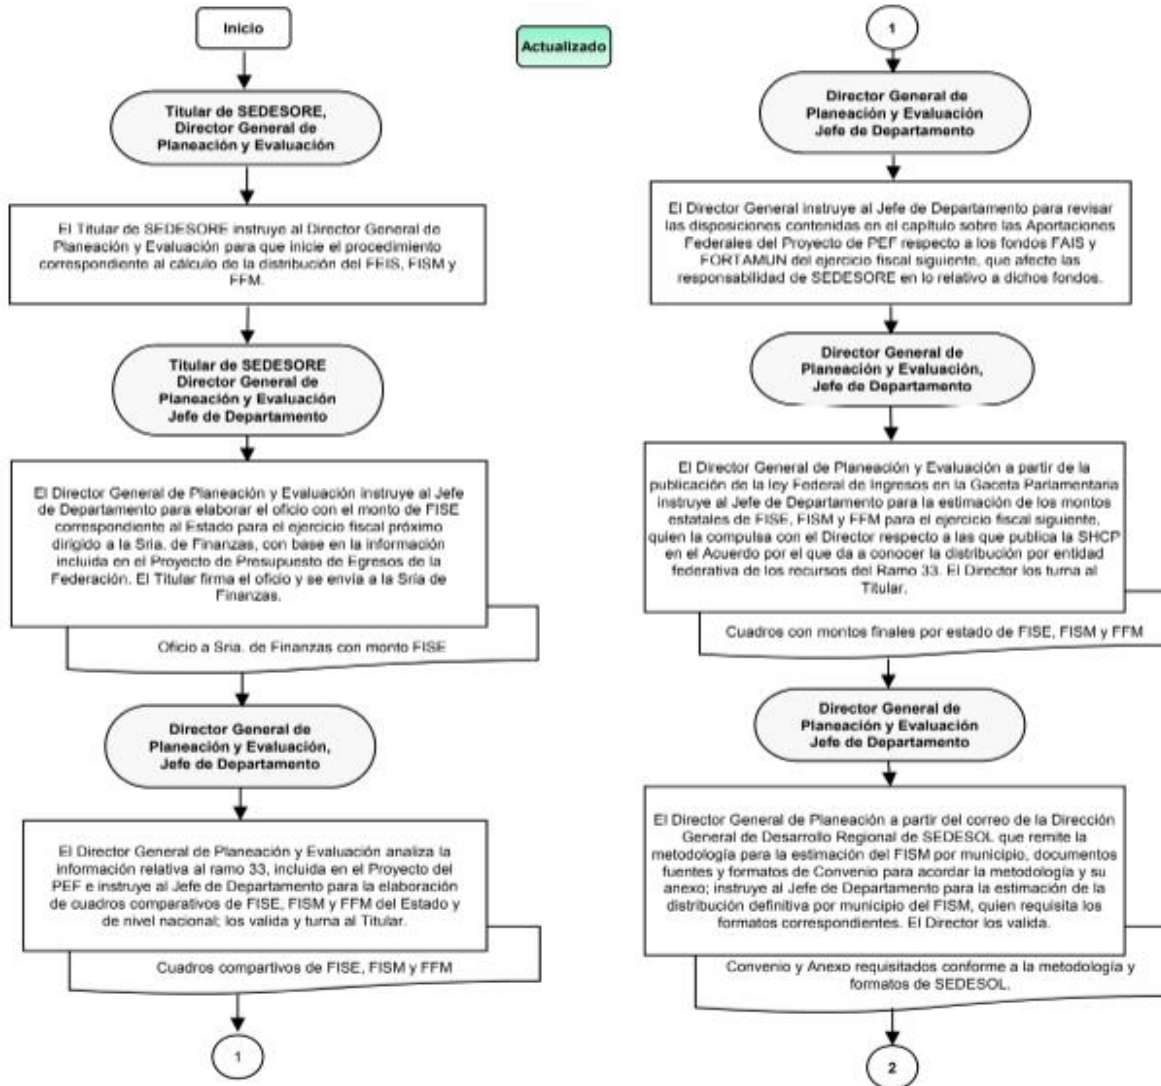 Inicio
Titular de SEDESORE,
Director General de
Planeación y Evaluación
El Titular de SEDESORE instruye al Director General de
Planeación y Evaluación para que inicie el procedimiento
correspondiente al cálculo de la distribución del FEIS, FISM y
FFM.
Titular de SEDESORE
Director General de
Planeación y Evaluación
Jefe de Departamento
El Director General de Planeación y Evaluación instruye al Jefe
de Departamento para elaborar el oficio con el monto de FISE
correspondiente al Estado para el ejercicio fiscal próximo
dirigido a la Sria. de Finanzas, con base en la información
incluida en el Proyecto de Presupuesto de Egresos de la
Federación. El Titular firma el oficio y se envía a la Sría de
Finanzas.
Oficio a Sria. de Finanzas con monto FISE
Director General de
Planeación y Evaluación,
Jefe de Departamento
El Director General de Planeación y Evaluación analiza la
información relativa al ramo 33, incluida en el Proyecto del
PEF e instruye al Jefe de Departamento para la elaboración
de cuadros comparativos de FISE, FISM y FFM del Estado y
de nivel nacional; los valida y turna al Titular.
Cuadros compartivos de FISE, FISM y FFM
1
Actualizado
1
Director General de
Planeación y Evaluación
Jefe de Departamento
El Director General instruye al Jefe de Departamento para revisar
las disposiciones contenidas en el capítulo sobre las Aportaciones
Federales del Proyecto de PEF respecto a los fondos FAIS y
FORTAMUN del ejercicio fiscal siguiente, que afecte las
responsabilidad de SEDESORE en lo relativo a dichos fondos.
Director General de
Planeación y Evaluación,
Jefe de Departamento
El Director General de Planeación y Evaluación a partir de la
publicación de la ley Federal de Ingresos en la Gaceta Parlamentaria
instruye al Jefe de Departamento para la estimación de los montos
estatales de FISE, FISM y FFM para el ejercicio fiscal siguiente,
quien la compulsa con el Director respecto a las que publica la SHCP
en el Acuerdo por el que da a conocer la distribución por entidad
federativa de los recursos del Ramo 33. El Director los turna al
Titular.
Cuadros con montos finales por estado de FISE, FISM y FFM
Director General de
Planeación y Evaluación
Jefe de Departamento
El Director General de Planeación a partir del correo de la Dirección
General de Desarrollo Regional de SEDESOL que remite la
metodología para la estimación del FISM por municipio, documentos
fuentes y formatos de Convenio para acordar la metodología y su
anexo; instruye al Jefe de Departamento para la estimación de la
distribución definitiva por municipio del FISM, quien requisita los
formatos correspondientes. El Director los valida.
Convenio y Anexo requisitados conforme a la metodología y
formatos de SEDESOL.
2